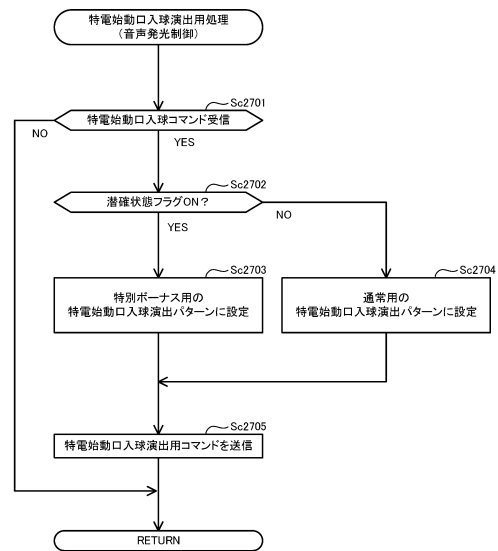 特電始動口入球演出用処理
(音声発光制御)
Sc2701
特電始動口入球コマンド受信
NO
YES
Sc2702
潜確状態フラグON?
YES
NO
Sc2703
特別ボーナス用の
特電始動口入球演出パターンに設定
Sc2704
通常用の
特電始動口入球演出パターンに設定
Sc2705
特電始動口入球演出用コマンドを送信
RETURN